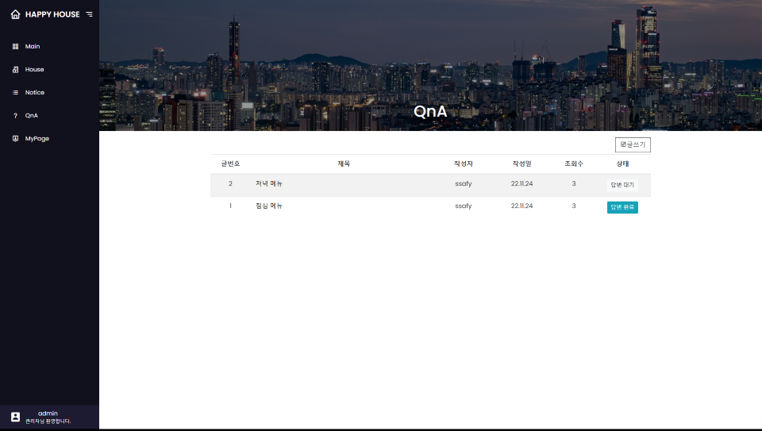 HAPPY HOUSE
Main
House
Notice
? QnA
MyPage
QnA
글쓰기
글번호 제목 작성자 작성일 조회수 상태
2 저녁 메뉴 ssafy 22.11.24 3 답변 대기
1 점심 메뉴 ssafy 22.11.24 3 답변 완료
admin
관리자님 환영합니다.